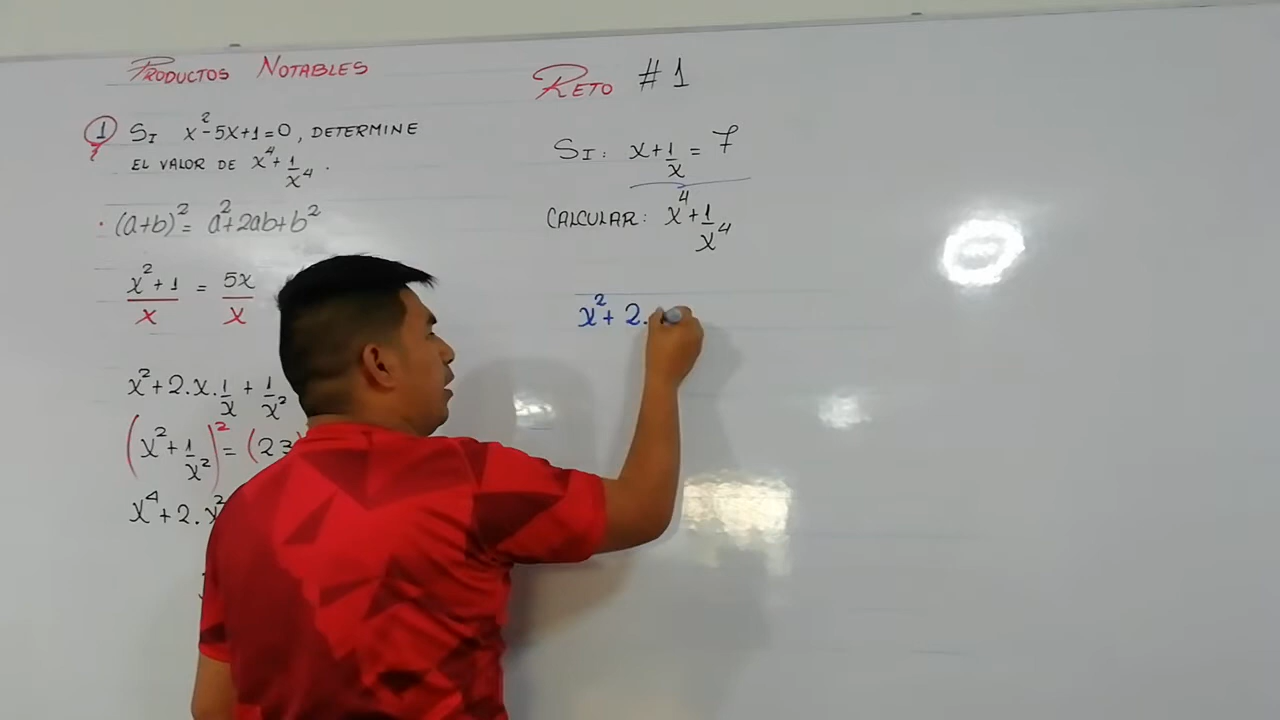 PRODUCTOS NOTABLES
1 SI x²-5x+1=0, DETERMINE
EL VALOR DE x⁴+1/x⁴.
· (a+b)² = a²+2ab+b²
x²+1/x = 5x/x
x²+2.x.1/x+1/x²
(x²+1/x²)² = (23)
x⁴+2.x²
RETO #1
SI: x+1/x = 7
CALCULAR: x⁴+1/x⁴
x²+2.